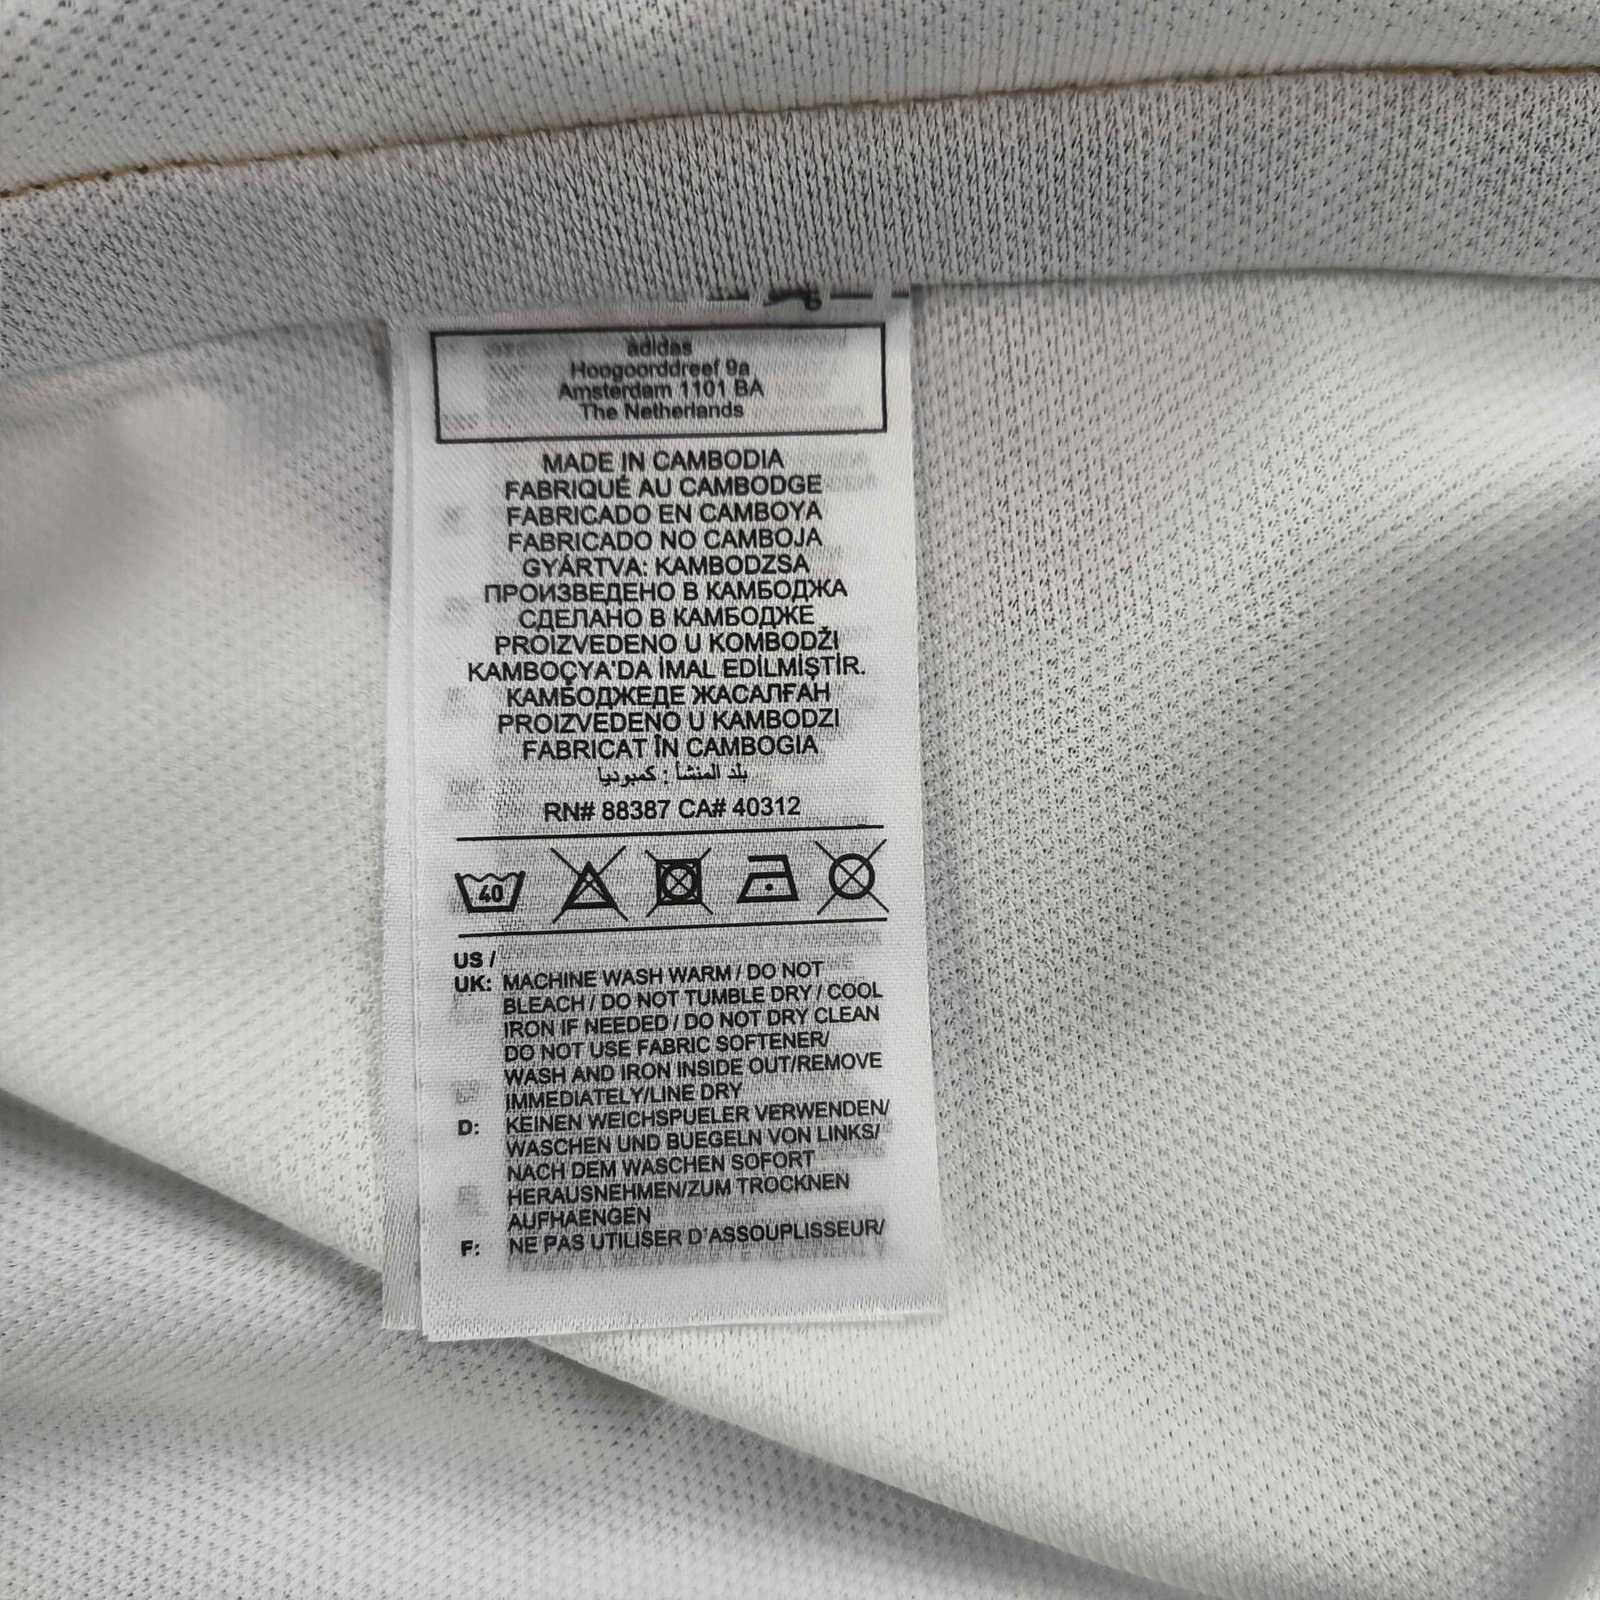 adidas
Hoogoorddreef 9a
Amsterdam 1101 BA
The Netherlands
MADE IN CAMBODIA
FABRIQUÉ AU CAMBODGE
FABRICADO EN CAMBOYA
FABRICADO NO CAMBOJA
GYÁRTVA: KAMBODZSA
ПРОИЗВЕДЕНО В КАМБОДЖА
СДЕЛАНО В КАМБОДЖЕ
PROIZVEDENO U KOMBODŽI
KAMBOÇYA'DA İMAL EDİLMİŞTİR.
КАМБОДЖЕДЕ ЖАСАЛҒАН
PROIZVEDENO U KAMBODZI
FABRICAT ÎN CAMBOGIA
بلد المنشأ : كمبوديا
RN# 88387 CA# 40312
40
US /
UK: MACHINE WASH WARM / DO NOT
BLEACH / DO NOT TUMBLE DRY / COOL
IRON IF NEEDED / DO NOT DRY CLEAN
DO NOT USE FABRIC SOFTENER/
WASH AND IRON INSIDE OUT/REMOVE
IMMEDIATELY/LINE DRY
D: KEINEN WEICHSPUELER VERWENDEN/
WASCHEN UND BUEGELN VON LINKS/
NACH DEM WASCHEN SOFORT
HERAUSNEHMEN/ZUM TROCKNEN
AUFHAENGEN
F: NE PAS UTILISER D'ASSOUPLISSEUR/